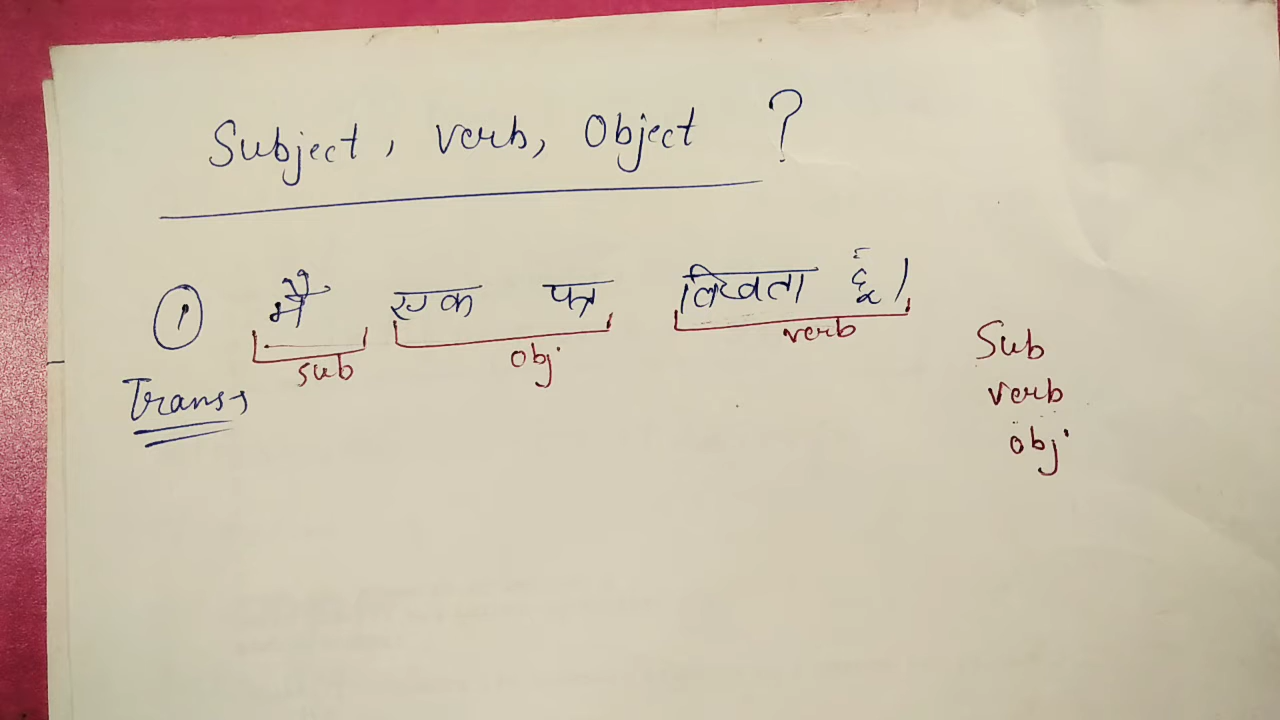 Subject, verb, Object ?
① मै एक पत्र लिखता हूँ।
sub obj verb
Trans→
Sub
verb
obj